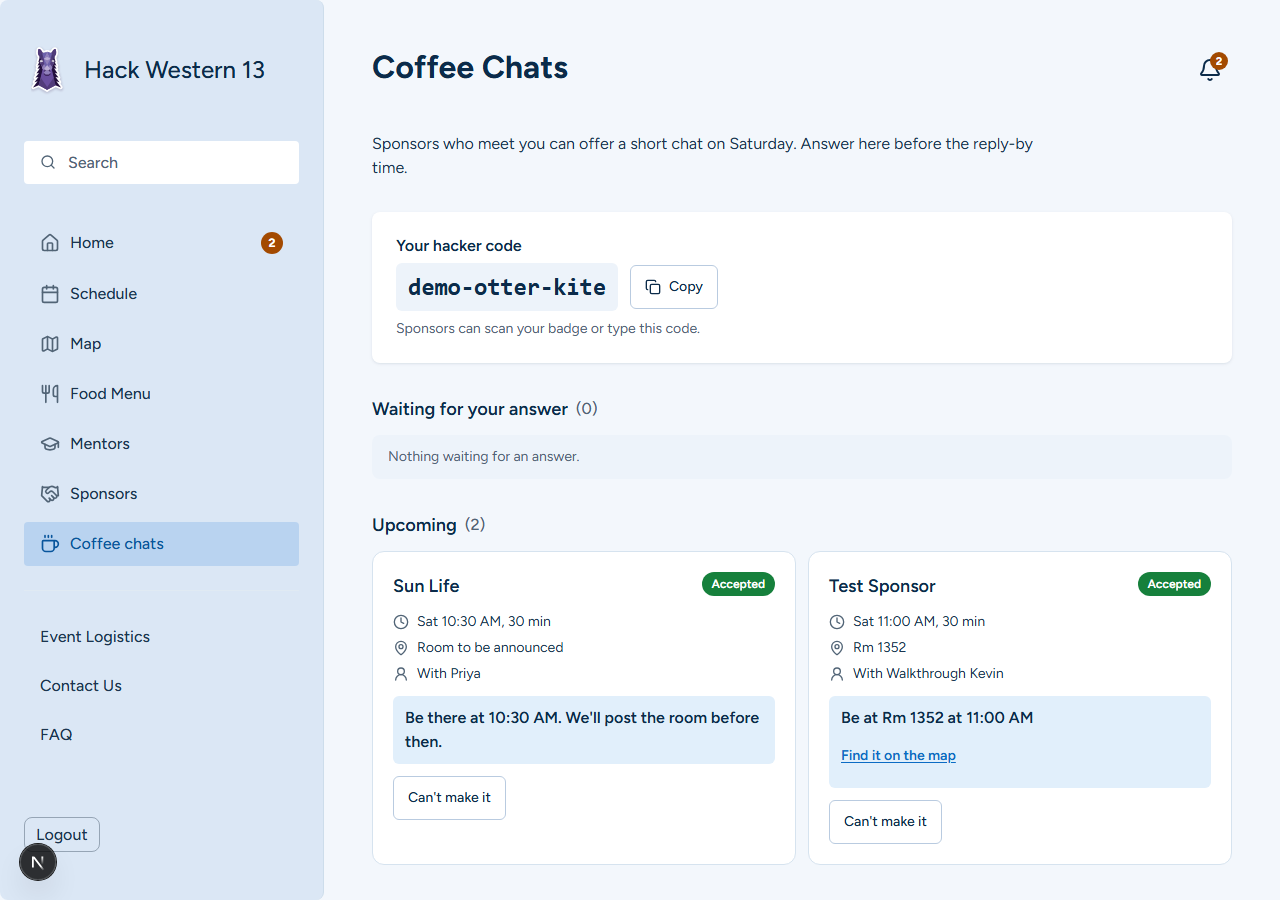 Hack Western 13
Search
Home
2
Schedule
Map
Food Menu
Mentors
Sponsors
Coffee chats
Event Logistics
Contact Us
FAQ
Logout
N
Coffee Chats
2
Sponsors who meet you can offer a short chat on Saturday. Answer here before the reply-by
time.
Your hacker code
demo-otter-kite
Copy
Sponsors can scan your badge or type this code.
Waiting for your answer (0)
Nothing waiting for an answer.
Upcoming (2)
Sun Life
Accepted
Sat 10:30 AM, 30 min
Room to be announced
With Priya
Be there at 10:30 AM. We'll post the room before
then.
Can't make it
Test Sponsor
Accepted
Sat 11:00 AM, 30 min
Rm 1352
With Walkthrough Kevin
Be at Rm 1352 at 11:00 AM
Find it on the map
Can't make it